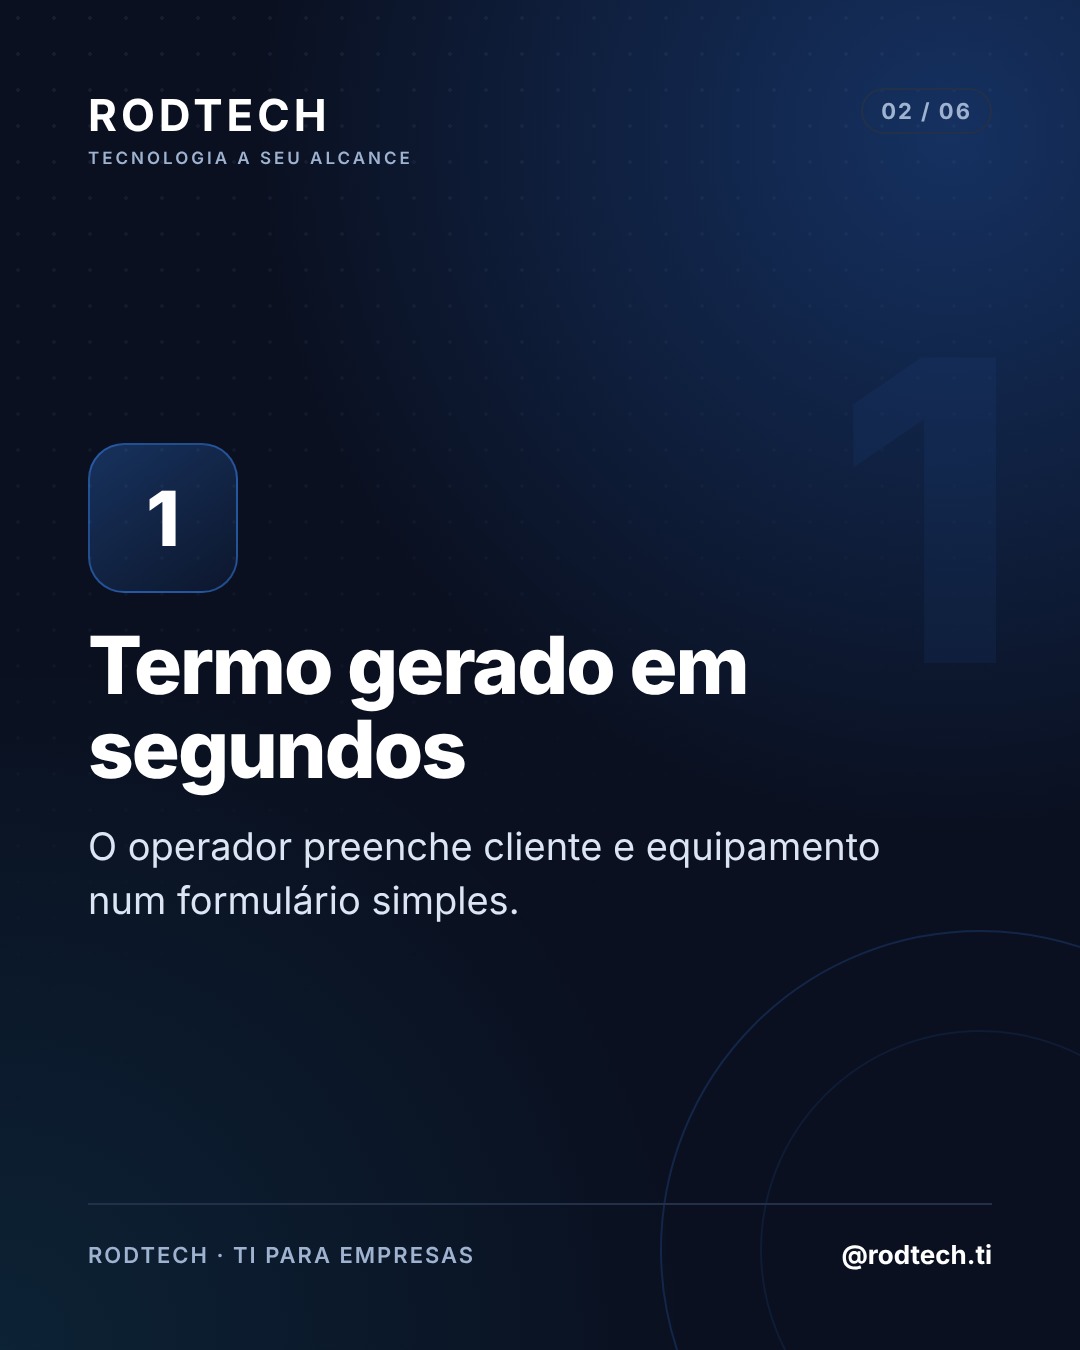 RODTECH
TECNOLOGIA A SEU ALCANCE
02 / 06
1
1
Termo gerado em
segundos
O operador preenche cliente e equipamento
num formulário simples.
RODTECH · TI PARA EMPRESAS
@rodtech.ti